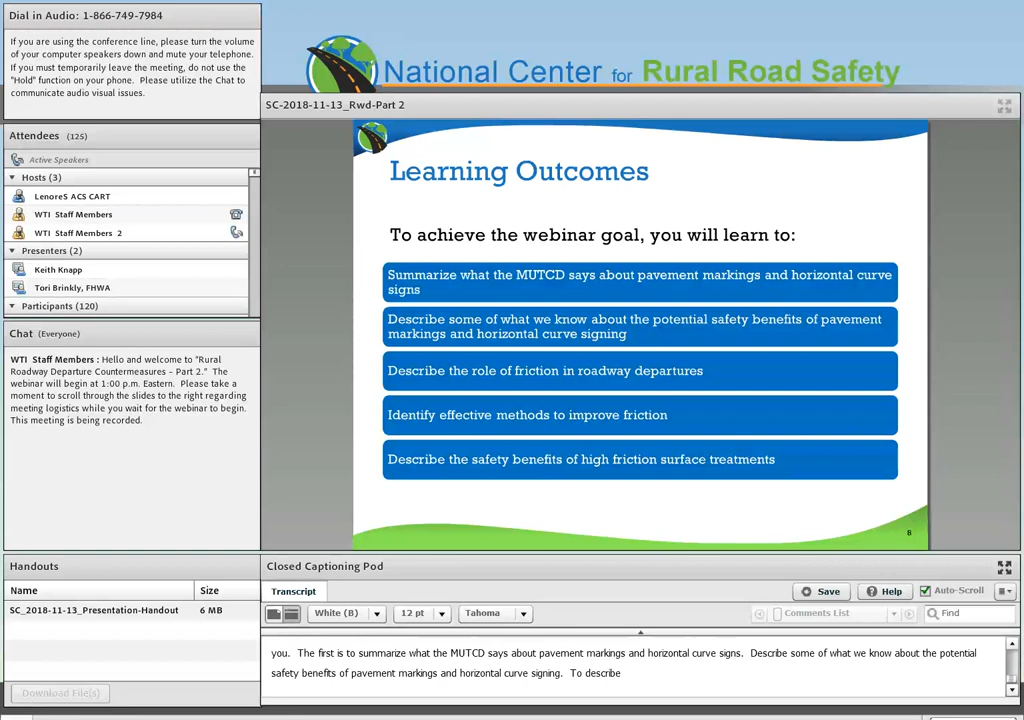 Dial in Audio: 1-866-749-7984
If you are using the conference line, please turn the volume
of your computer speakers down and mute your telephone.
If you must temporarily leave the meeting, do not use the
"Hold" function on your phone. Please utilize the Chat to
communicate audio visual issues.
National Center for Rural Road Safety
SC-2018-11-13_Rwd-Part 2
Attendees (125)
Active Speakers
Hosts (3)
LenoreS ACS CART
WTI Staff Members
WTI Staff Members 2
Presenters (2)
Keith Knapp
Tori Brinkly, FHWA
Participants (120)
Learning Outcomes
To achieve the webinar goal, you will learn to:
Summarize what the MUTCD says about pavement markings and horizontal curve
signs
Describe some of what we know about the potential safety benefits of pavement
markings and horizontal curve signing
Describe the role of friction in roadway departures
Identify effective methods to improve friction
Describe the safety benefits of high friction surface treatments
8
Chat (Everyone)
WTI Staff Members : Hello and welcome to "Rural
Roadway Departure Countermeasures - Part 2." The
webinar will begin at 1:00 p.m. Eastern. Please take a
moment to scroll through the slides to the right regarding
meeting logistics while you wait for the webinar to begin.
This meeting is being recorded.
Handouts
Name Size
SC_2018-11-13_Presentation-Handout 6 MB
Download File(s)
Closed Captioning Pod
Transcript
Save Help Auto-Scroll
White (B) 12 pt Tahoma Comments List Find
you. The first is to summarize what the MUTCD says about pavement markings and horizontal curve signs. Describe some of what we know about the potential
safety benefits of pavement markings and horizontal curve signing. To describe